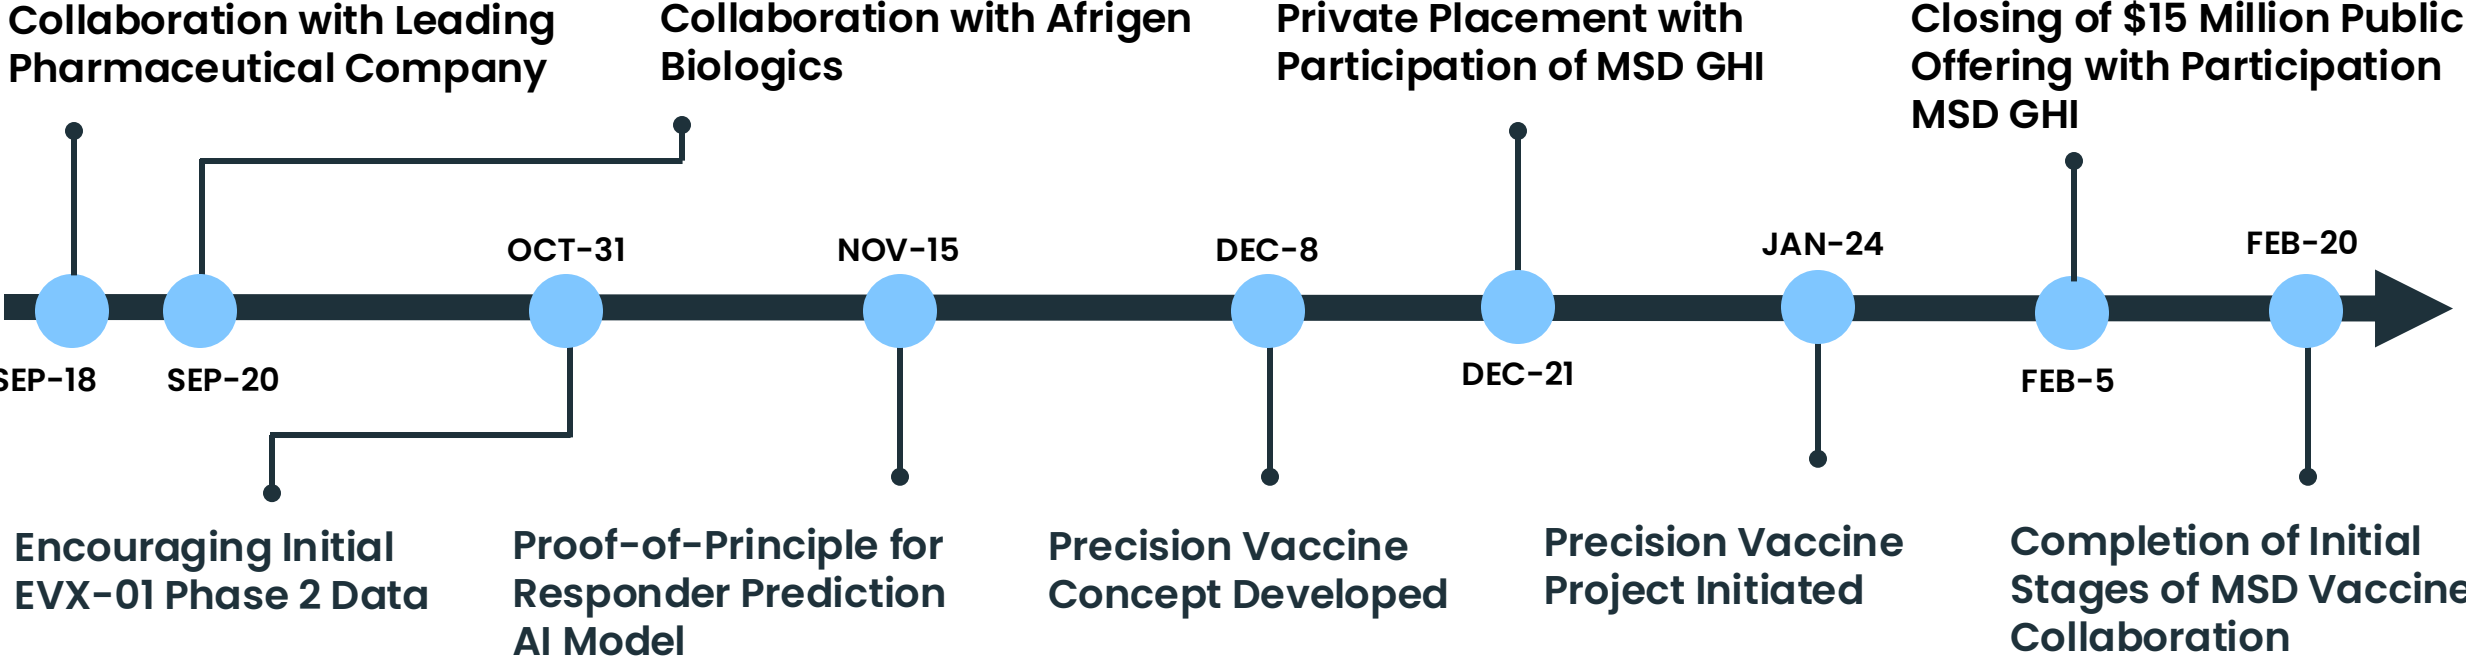 Collaboration with Leading
Pharmaceutical Company
Collaboration with Afrigen
Biologics
Private Placement with
Participation of MSD GHI
Closing of $15 Million Public
Offering with Participation
MSD GHI
OCT-31
NOV-15
DEC-8
JAN-24
FEB-20
SEP-18
SEP-20
DEC-21
FEB-5
Encouraging Initial
EVX-01 Phase 2 Data
Proof-of-Principle for
Responder Prediction
AI Model
Precision Vaccine
Concept Developed
Precision Vaccine
Project Initiated
Completion of Initial
Stages of MSD Vaccine
Collaboration